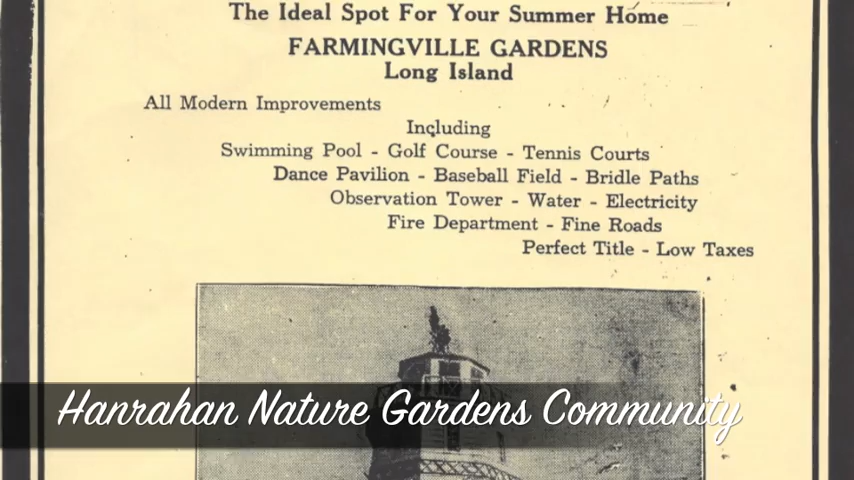 The Ideal Spot For Your Summer Home
FARMINGVILLE GARDENS
Long Island
All Modern Improvements
Including
Swimming Pool - Golf Course - Tennis Courts
Dance Pavilion - Baseball Field - Bridle Paths
Observation Tower - Water - Electricity
Fire Department - Fine Roads
Perfect Title - Low Taxes
Hanrahan Nature Gardens Community